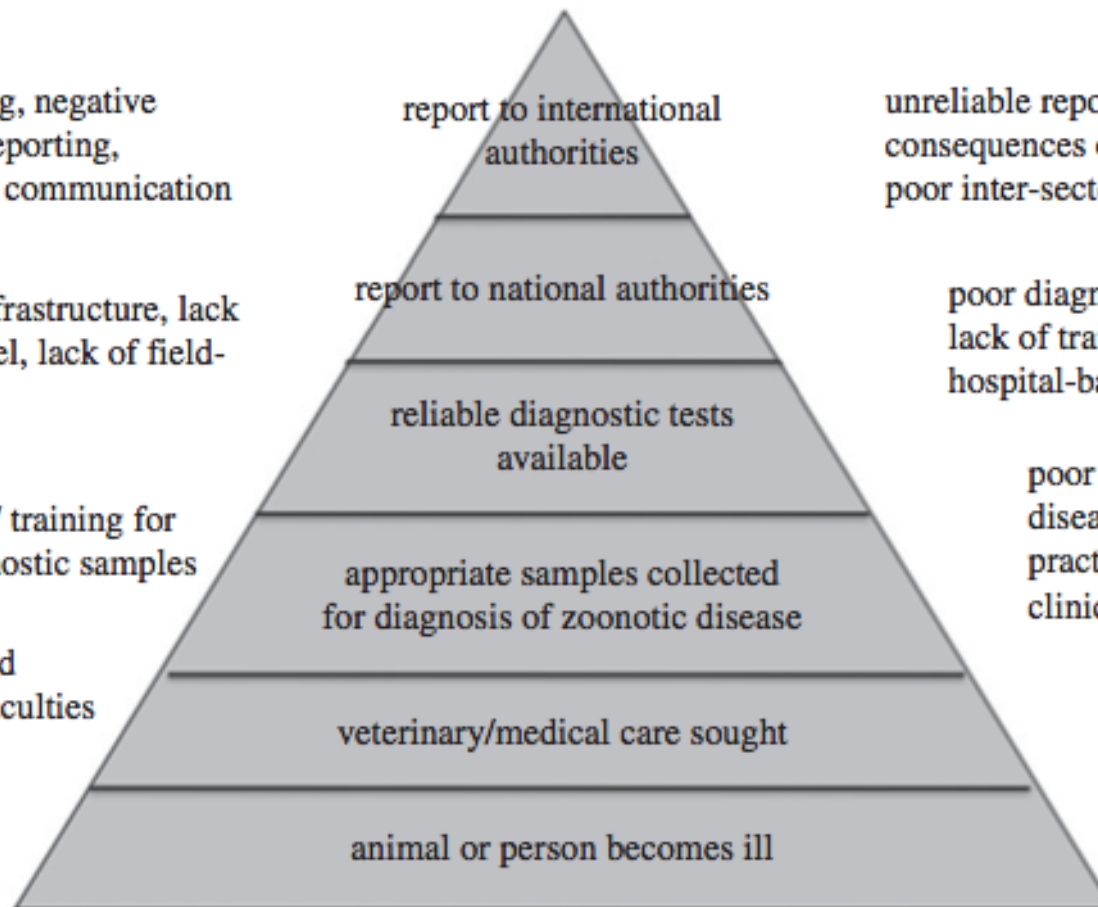 g, negative
eporting,
communication
frastructure, lack
el, lack of field-
training for
nostic samples
d
culties
report to international
authorities
report to national authorities
reliable diagnostic tests
available
appropriate samples collected
for diagnosis of zoonotic disease
veterinary/medical care sought
animal or person becomes ill
unreliable repo
consequences
poor inter-sect
poor diagn
lack of tra
hospital-ba
poor
disea
pract
clinic